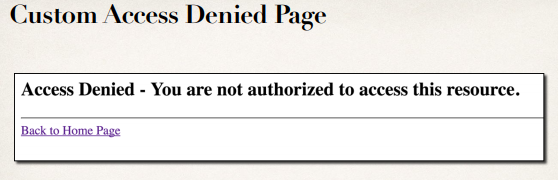 Custom Access Denied Page
Access Denied - You are not authorized to access this resource.
Back to Home Page